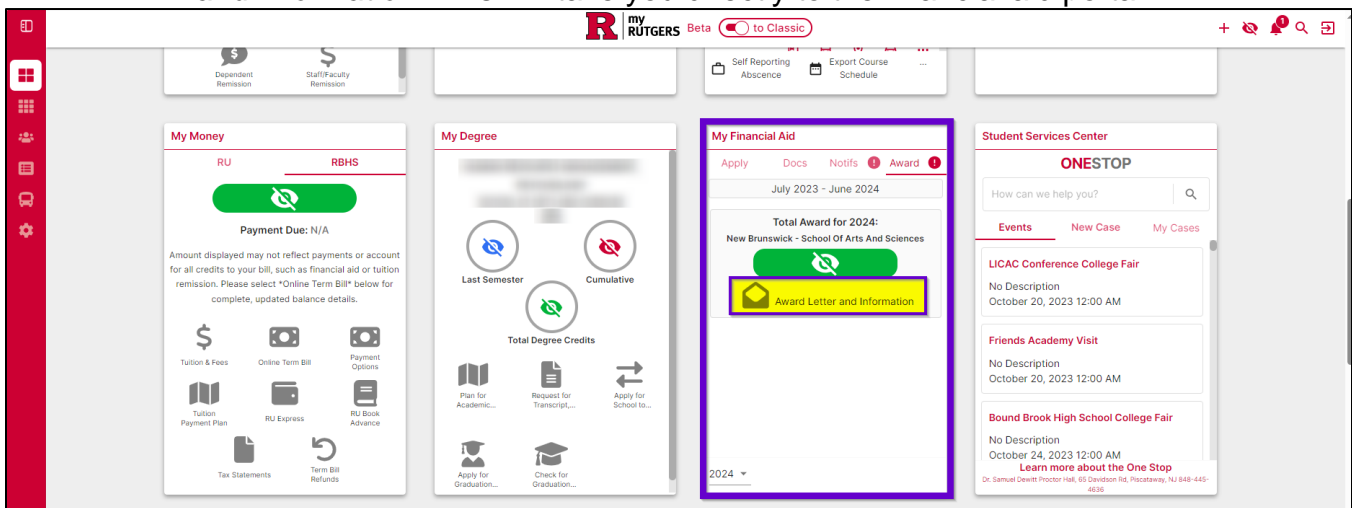 my
RUTGERS
Beta
to Classic
1
Dependent
Remission
Staff/Faculty
Remission
Self Reporting
Abscence
Export Course
Schedule
...
...
My Money
RU
RBHS
Payment Due: N/A
Amount displayed may not reflect payments or account
for all credits to your bill, such as financial aid or tuition
remission. Please select *Online Term Bill* below for
complete, updated balance details.
Tuition & Fees
Online Term Bill
Payment
Options
Tuition
Payment Plan
RU Express
RU Book
Advance
Tax Statements
Term Bill
Refunds
My Degree
Last Semester
Cumulative
Total Degree Credits
Plan for
Academic...
Request for
Transcript,...
Apply for
School to...
Apply for
Graduation...
Check for
Graduation...
My Financial Aid
Apply
Docs
Notifs
Award
July 2023 - June 2024
Total Award for 2024:
New Brunswick - School Of Arts And Sciences
Award Letter and Information
2024
Student Services Center
ONESTOP
How can we help you?
Events
New Case
My Cases
LICAC Conference College Fair
No Description
October 20, 2023 12:00 AM
Friends Academy Visit
No Description
October 20, 2023 12:00 AM
Bound Brook High School College Fair
No Description
October 24, 2023 12:00 AM
Learn more about the One Stop
Dr. Samuel Dewitt Proctor Hall, 65 Davidson Rd, Piscataway, NJ 848-445-
4636